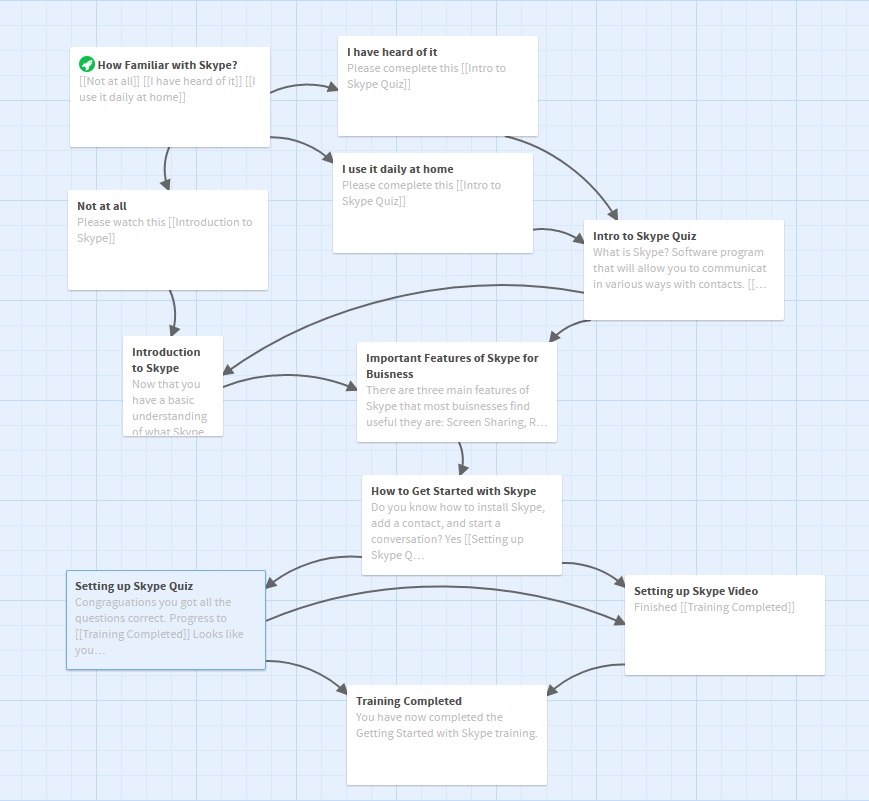 How Familiar with Skype?
[[Not at all]] [[I have heard of it]] [[I
use it daily at home]]
I have heard of it
Please comeplete this [[Intro to
Skype Quiz]]
I use it daily at home
Please comeplete this [[Intro to
Skype Quiz]]
Not at all
Please watch this [[Introduction to
Skype]]
Intro to Skype Quiz
What is Skype? Software program
that will allow you to communicat
in various ways with contacts. [[...
Introduction
to Skype
Now that you
have a basic
understanding
of what Skype
Important Features of Skype for
Buisness
There are three main features of
Skype that most buisnesses find
useful they are: Screen Sharing, R...
How to Get Started with Skype
Do you know how to install Skype,
add a contact, and start a
conversation? Yes [[Setting up
Skype Q...
Setting up Skype Quiz
Congraguations you got all the
questions correct. Progress to
[[Training Completed]] Looks like
you...
Setting up Skype Video
Finished [[Training Completed]]
Training Completed
You have now completed the
Getting Started with Skype training.